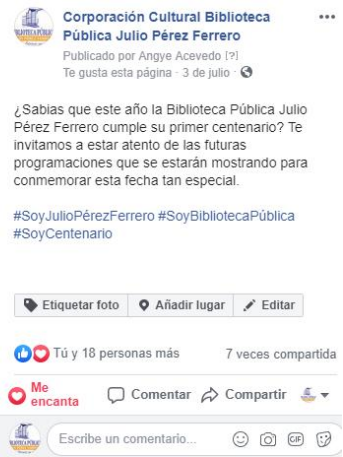 Corporación Cultural Biblioteca
Pública Julio Pérez Ferrero
Publicado por Angye Acevedo [?]
Te gusta esta página · 3 de julio ·
¿Sabias que este año la Biblioteca Pública Julio
Pérez Ferrero cumple su primer centenario? Te
invitamos a estar atento de las futuras
programaciones que se estarán mostrando para
conmemorar esta fecha tan especial.
#SoyJulioPérezFerrero #SoyBibliotecaPública
#SoyCentenario
Etiquetar foto Añadir lugar Editar
Tú y 18 personas más 7 veces compartida
Me
encanta Comentar Compartir
Escribe un comentario... GIF